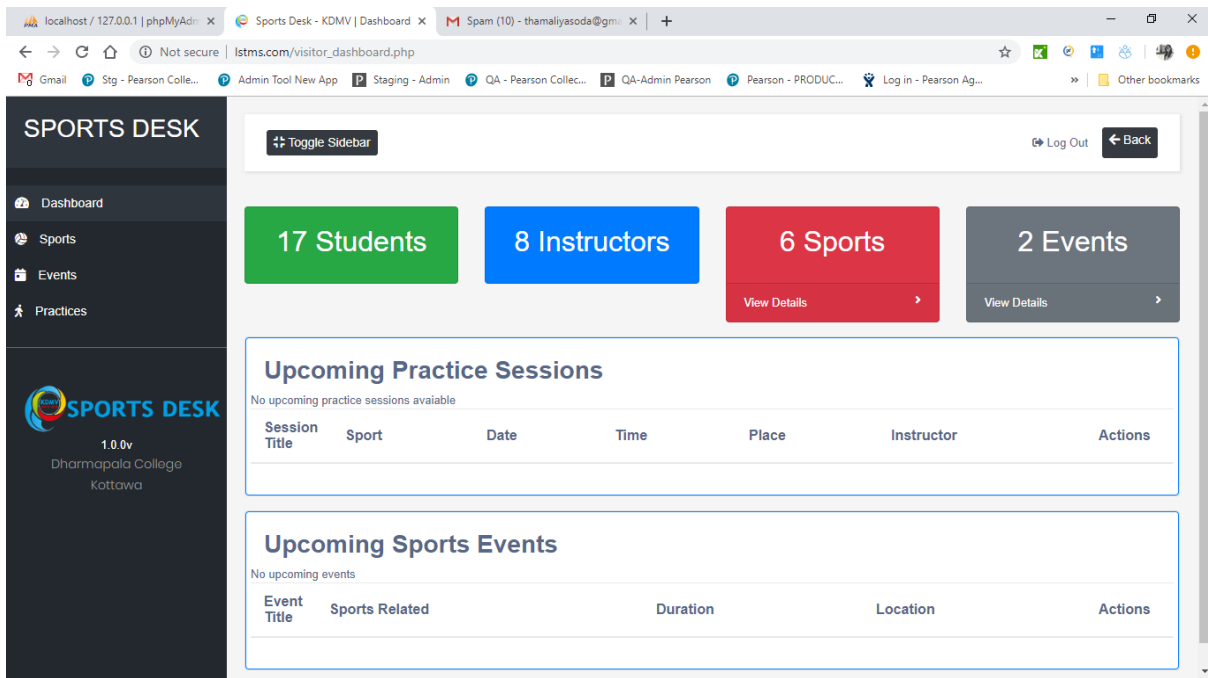 localhost / 127.0.0.1 | phpMyAdm
Sports Desk - KDMV | Dashboard
Spam (10) - thamaliyasoda@gma
Not secure | lstms.com/visitor_dashboard.php
Gmail
Stg - Pearson Colle...
Admin Tool New App
Staging - Admin
QA - Pearson Collec...
QA-Admin Pearson
Pearson - PRODUC...
Log in - Pearson Ag...
»
Other bookmarks
SPORTS DESK
Toggle Sidebar
Log Out
Back
Dashboard
Sports
Events
Practices
17 Students
8 Instructors
6 Sports
View Details
2 Events
View Details
KDMV
SPORTS DESK
1.0.0v
Dharmapala College
Kottawa
Upcoming Practice Sessions
No upcoming practice sessions avaiable
Session Title Sport Date Time Place Instructor Actions
Upcoming Sports Events
No upcoming events
Event Title Sports Related Duration Location Actions